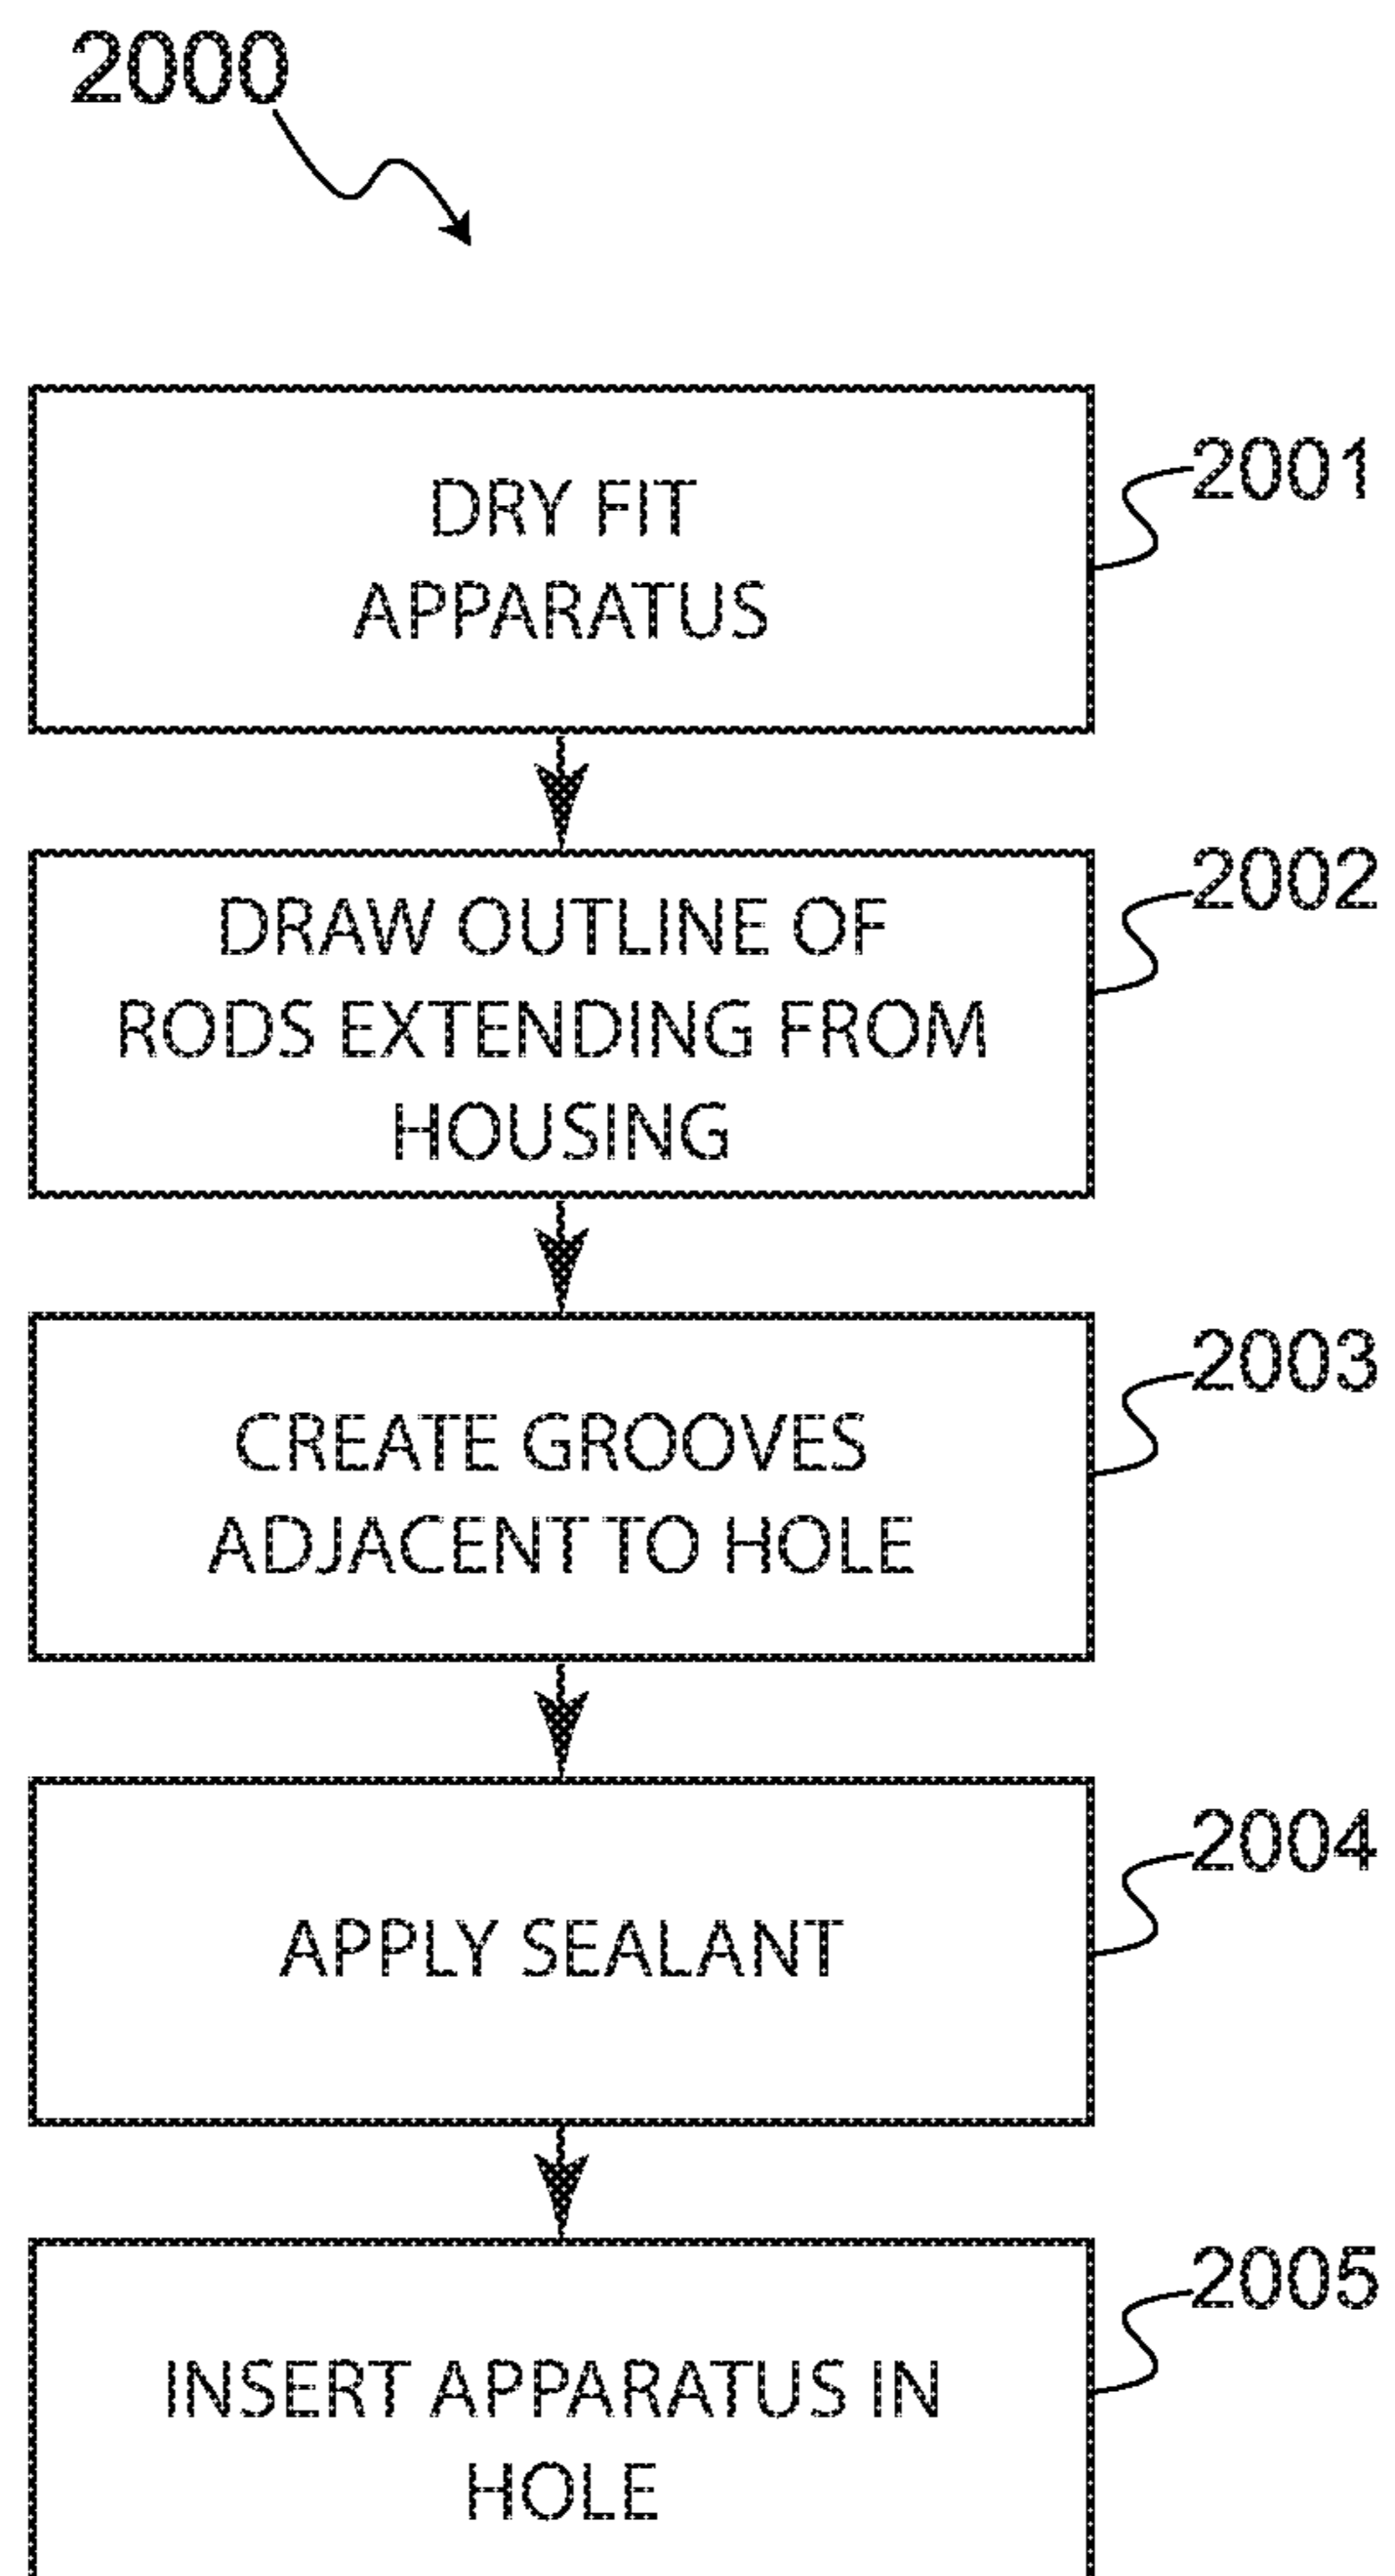 2000
DRY FIT
APPARATUS
2001
DRAW OUTLINE OF
RODS EXTENDING FROM
HOUSING
2002
CREATE GROOVES
ADJACENT TO HOLE
2003
APPLY SEALANT
2004
INSERT APPARATUS IN
HOLE
2005